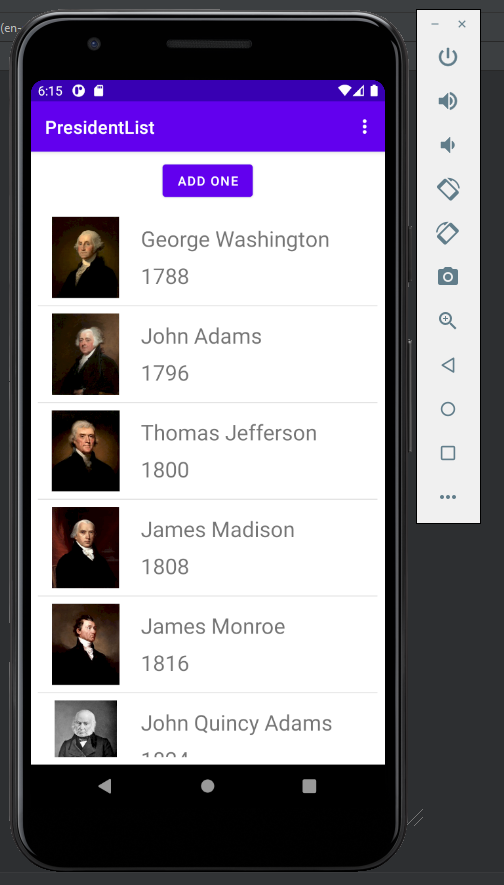 (en-
6:15
PresidentList
ADD ONE
George Washington
1788
John Adams
1796
Thomas Jefferson
1800
James Madison
1808
James Monroe
1816
John Quincy Adams